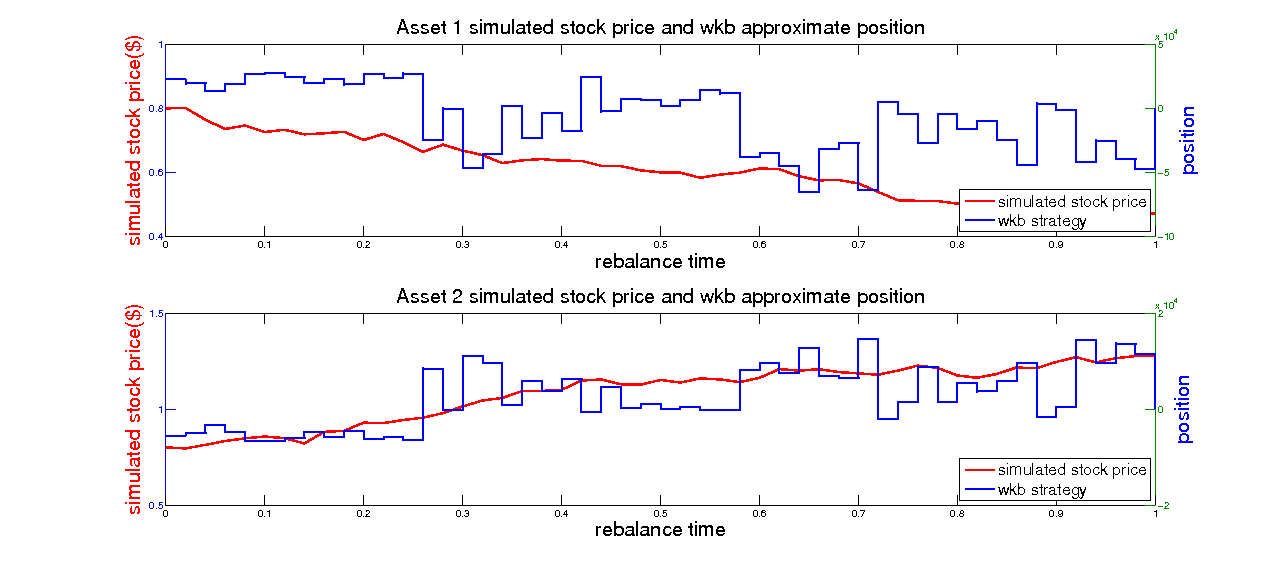 Asset 1 simulated stock price and wkb approximate position
x 10^4
1
5
0.8
0
0.6
-5
0.4
-10
simulated stock price($)
position
simulated stock price
wkb strategy
0 0.1 0.2 0.3 0.4 0.5 0.6 0.7 0.8 0.9 1
rebalance time
Asset 2 simulated stock price and wkb approximate position
x 10^4
1.5
2
1
0
0.5
-2
simulated stock price($)
position
simulated stock price
wkb strategy
0 0.1 0.2 0.3 0.4 0.5 0.6 0.7 0.8 0.9 1
rebalance time